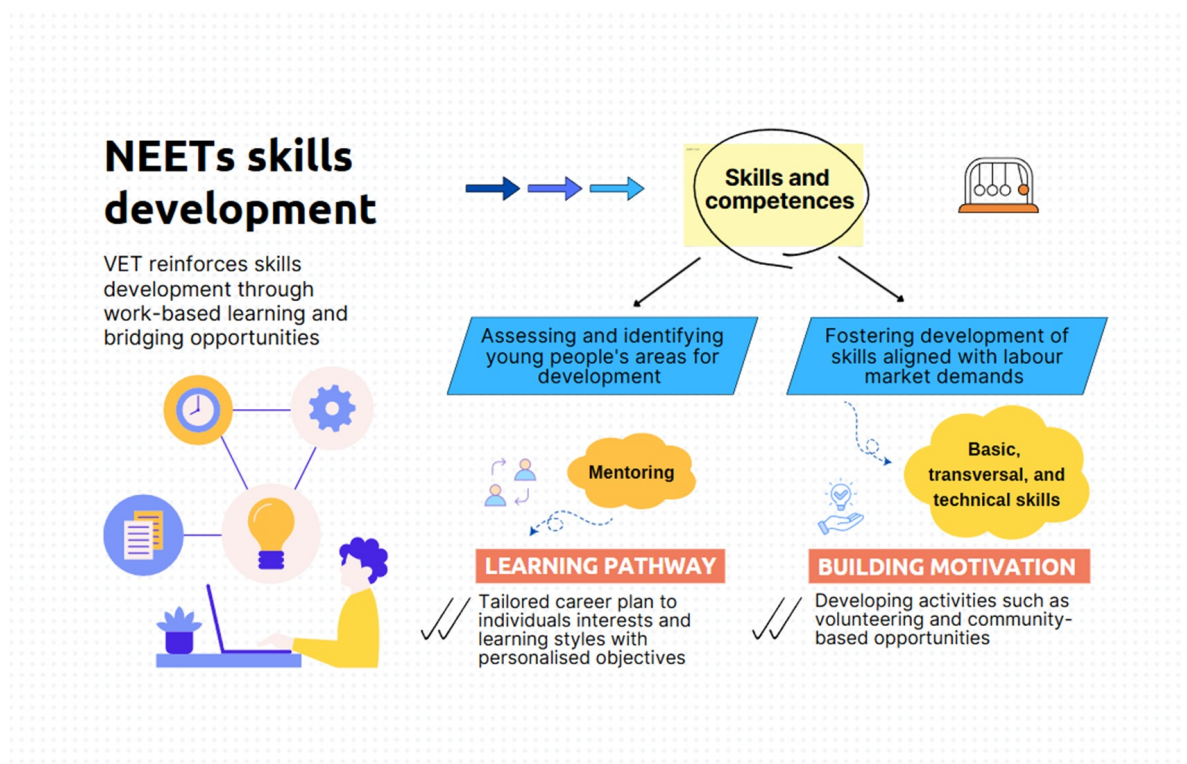 NEETs skills
development
VET reinforces skills
development through
work-based learning and
bridging opportunities
Skills and
competences
Assessing and identifying
young people's areas for
development
Fostering development of
skills aligned with labour
market demands
Mentoring
Basic,
transversal, and
technical skills
LEARNING PATHWAY
Tailored career plan to
individuals interests and
learning styles with
personalised objectives
BUILDING MOTIVATION
Developing activities such as
volunteering and community-
based opportunities